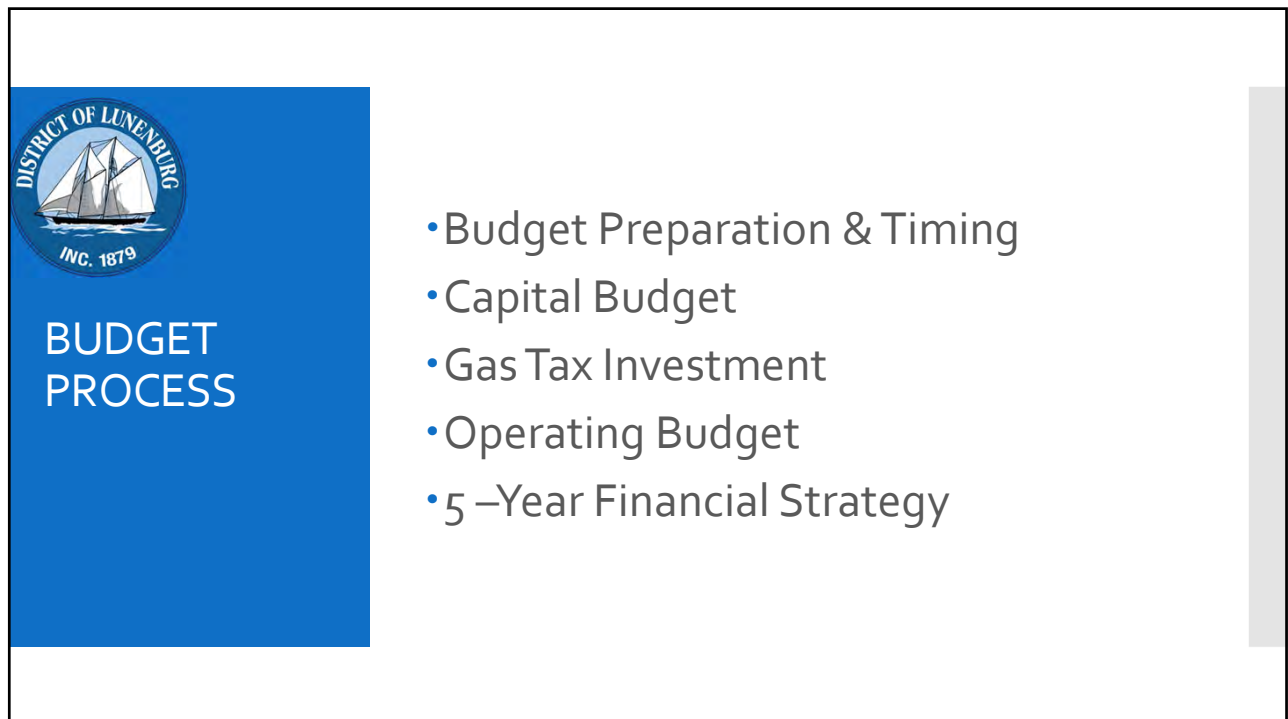 DISTRICT OF LUNENBURG
INC. 1879
BUDGET
PROCESS
•Budget Preparation & Timing
•Capital Budget
•Gas Tax Investment
•Operating Budget
•5 –Year Financial Strategy